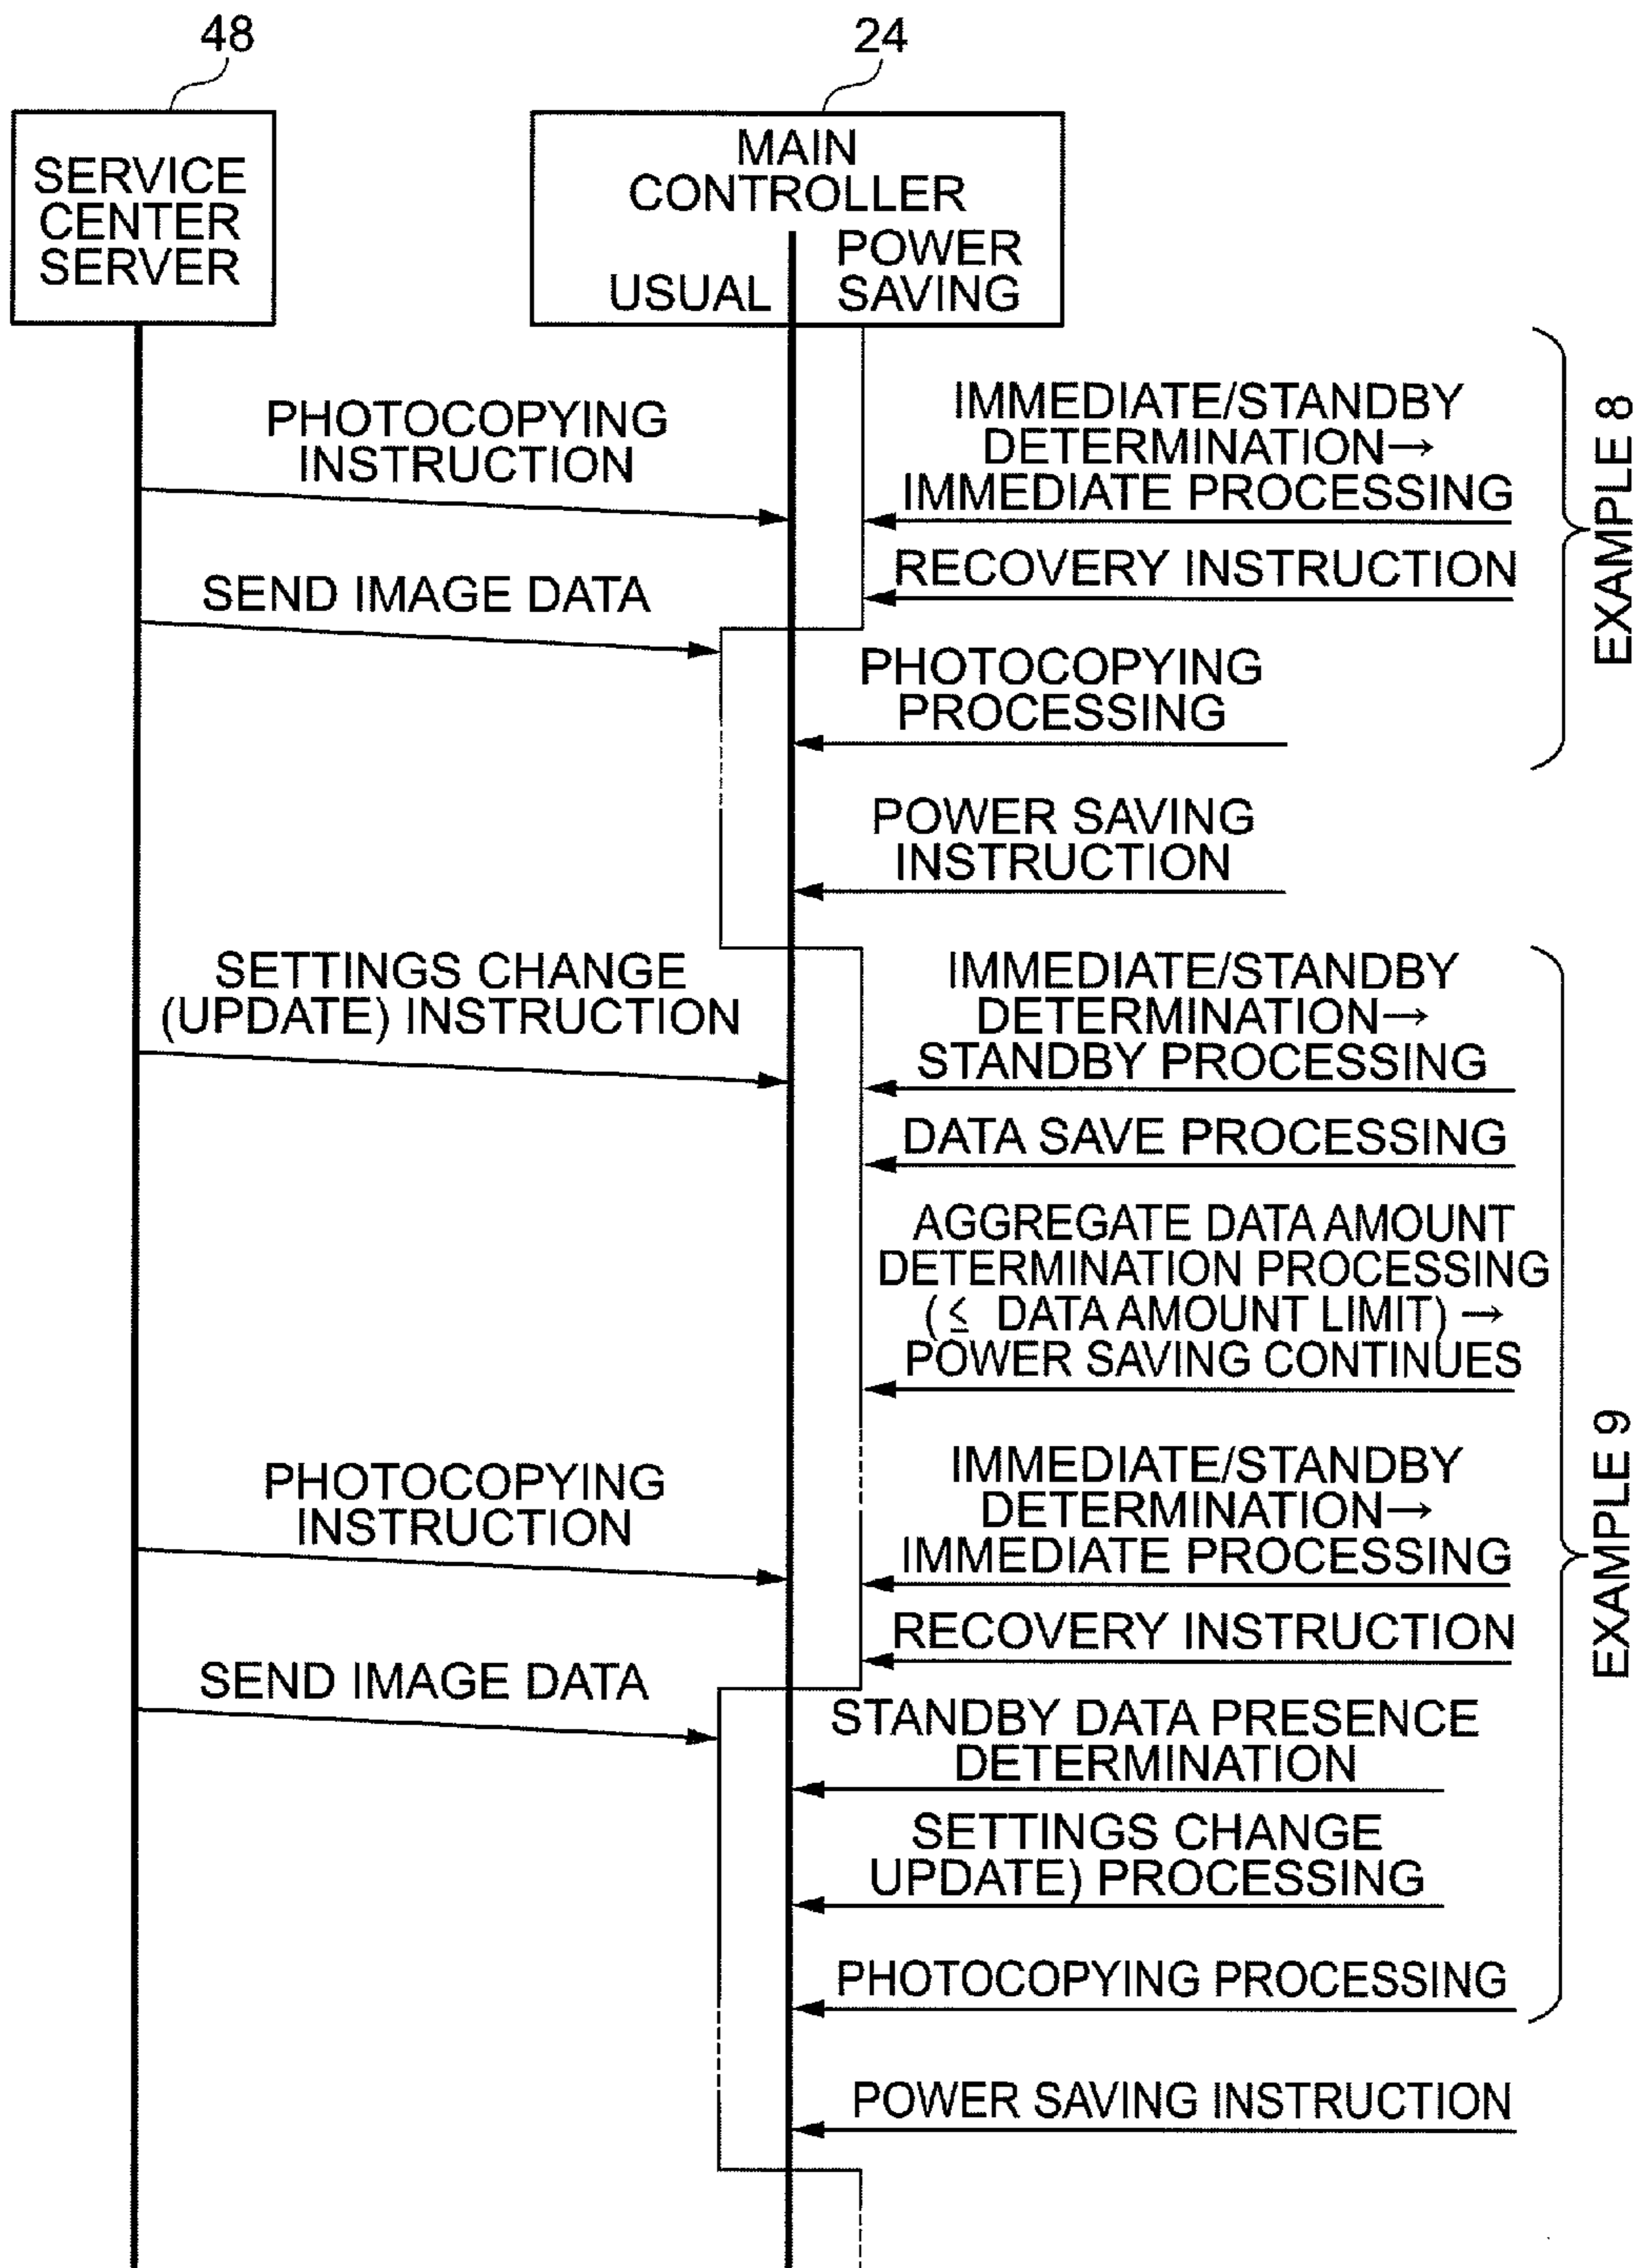 48
24
SERVICE
CENTER
SERVER
MAIN
CONTROLLER
USUAL
POWER
SAVING
PHOTOCOPYING
INSTRUCTION
IMMEDIATE/STANDBY
DETERMINATION→
IMMEDIATE PROCESSING
RECOVERY INSTRUCTION
SEND IMAGE DATA
PHOTOCOPYING
PROCESSING
EXAMPLE 8
POWER SAVING
INSTRUCTION
SETTINGS CHANGE
(UPDATE) INSTRUCTION
IMMEDIATE/STANDBY
DETERMINATION→
STANDBY PROCESSING
DATA SAVE PROCESSING
AGGREGATE DATA AMOUNT
DETERMINATION PROCESSING
(≤ DATA AMOUNT LIMIT) →
POWER SAVING CONTINUES
PHOTOCOPYING
INSTRUCTION
IMMEDIATE/STANDBY
DETERMINATION→
IMMEDIATE PROCESSING
RECOVERY INSTRUCTION
SEND IMAGE DATA
STANDBY DATA PRESENCE
DETERMINATION
SETTINGS CHANGE
UPDATE) PROCESSING
PHOTOCOPYING PROCESSING
EXAMPLE 9
POWER SAVING INSTRUCTION